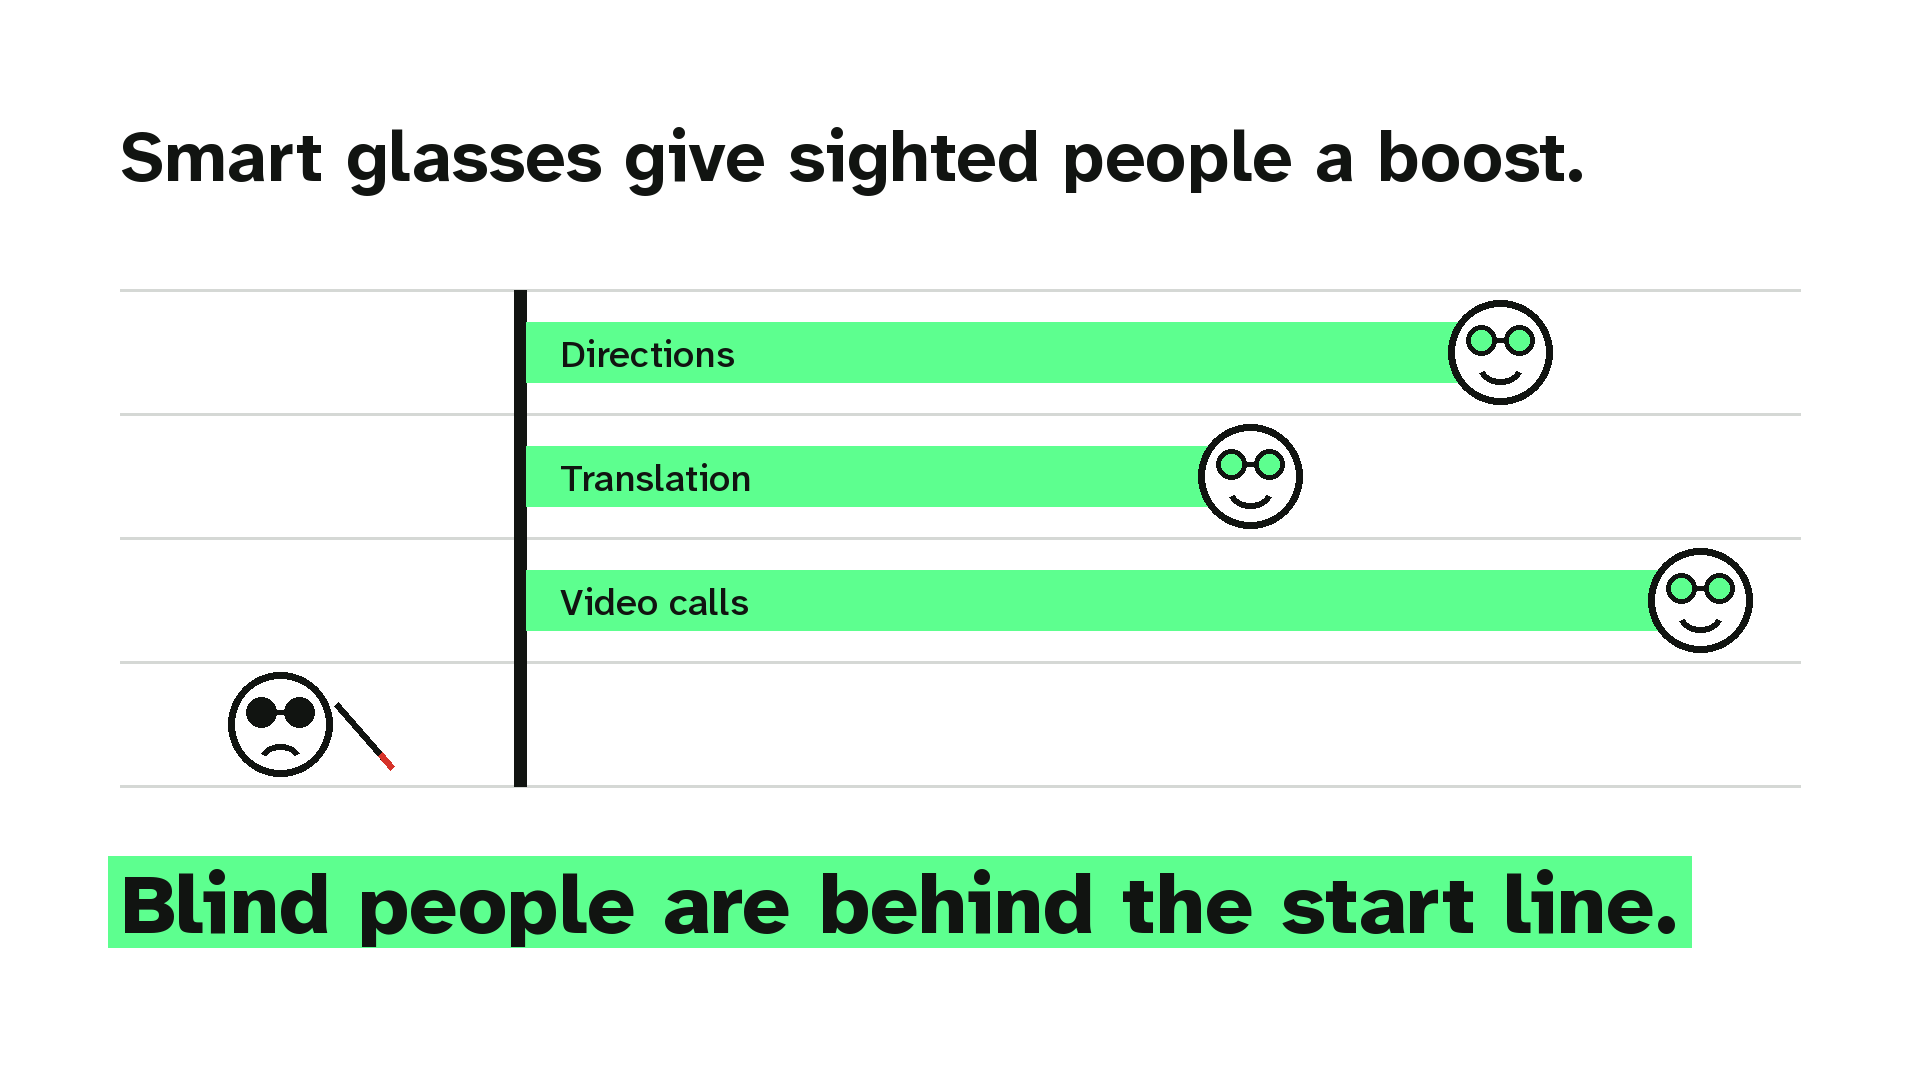 Smart glasses give sighted people a boost.
Directions
Translation
Video calls
Blind people are behind the start line.